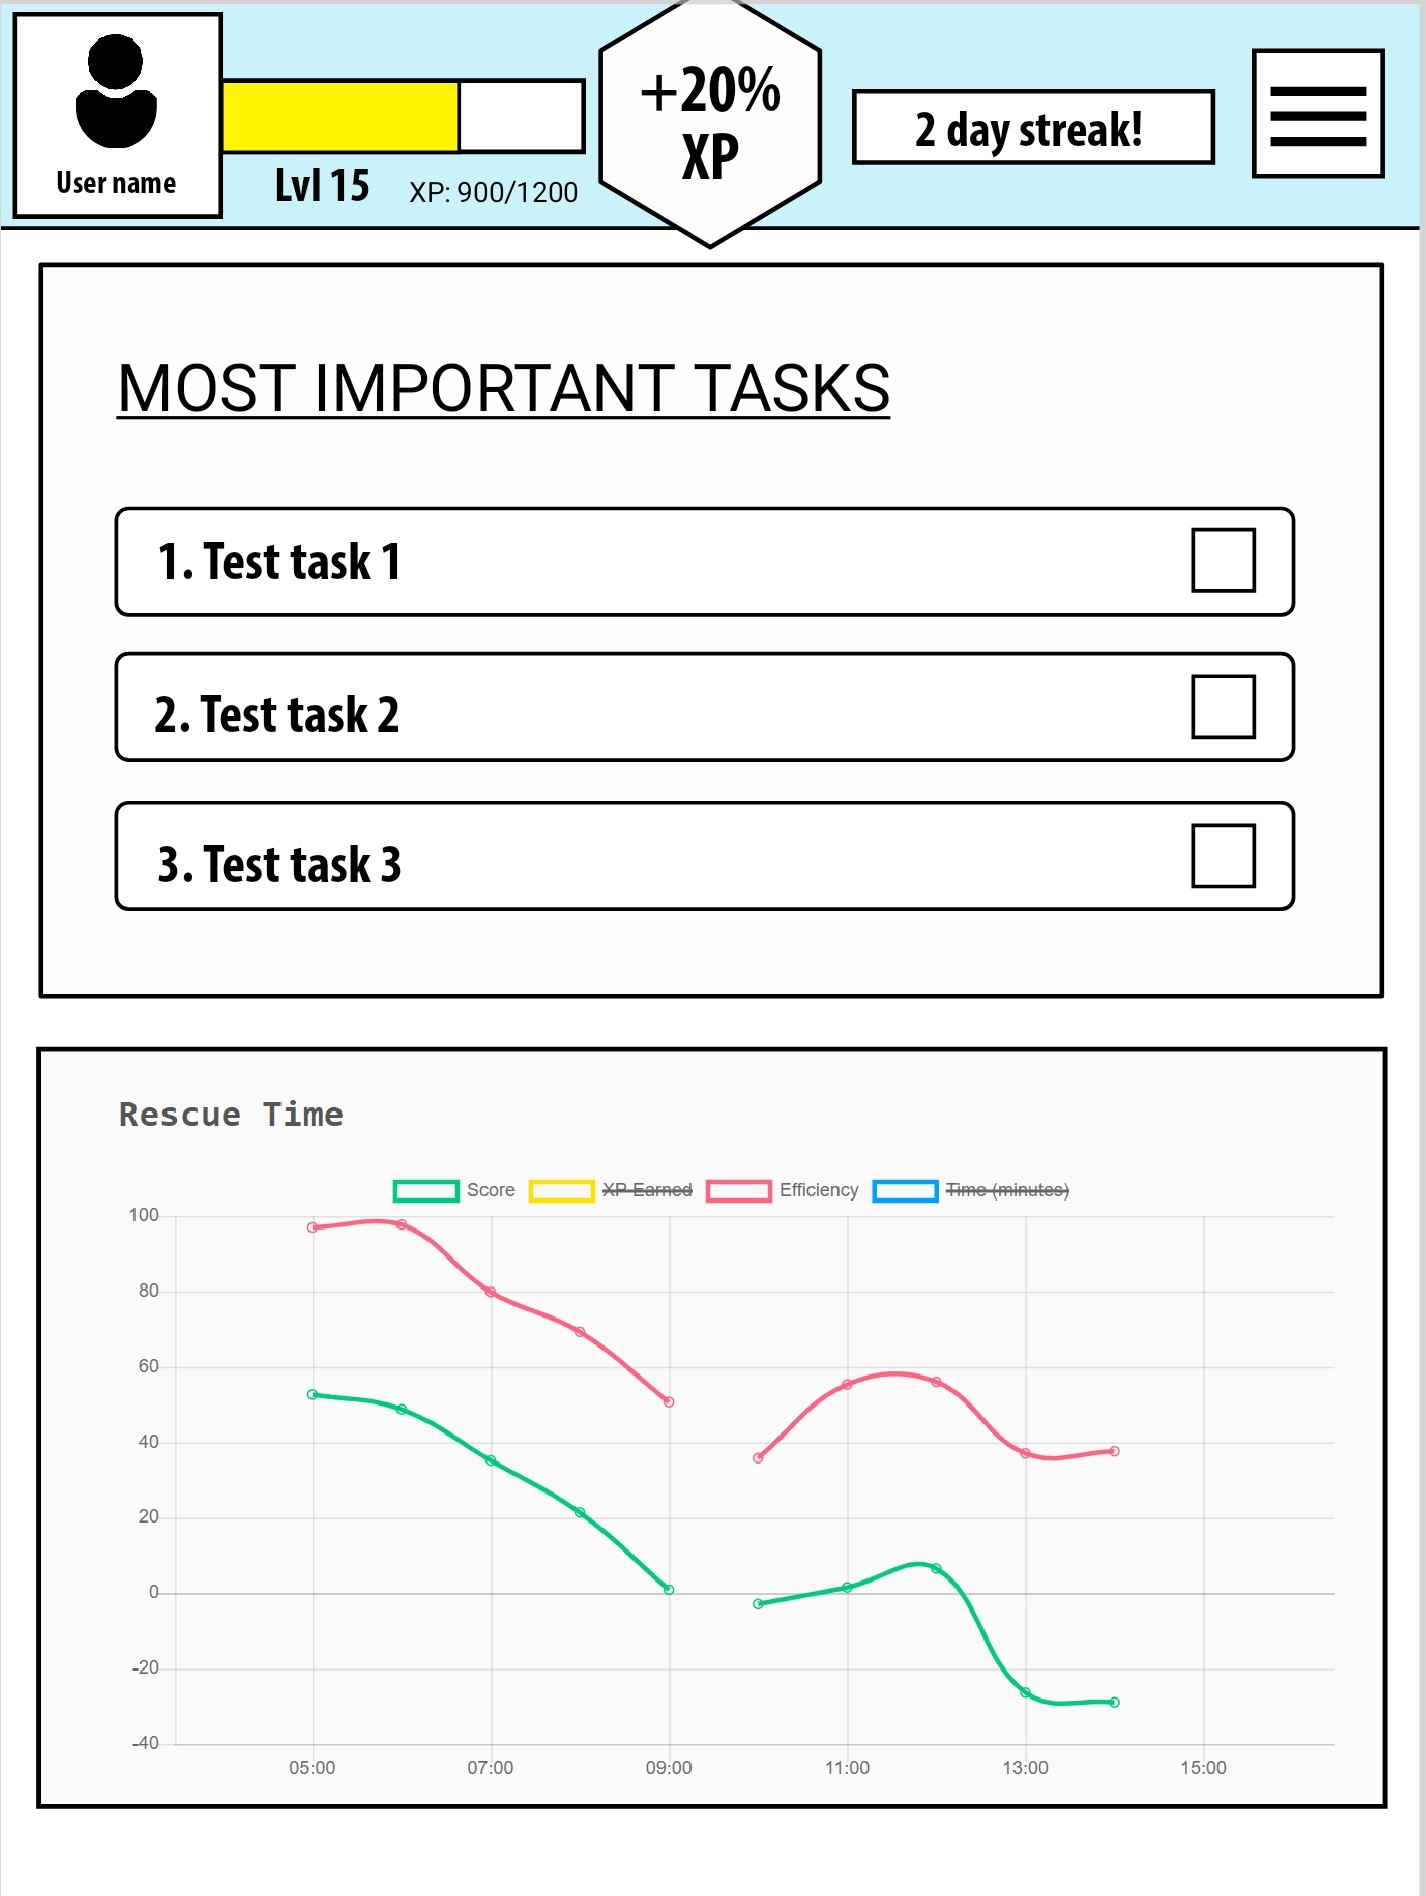 User name
Lvl 15
XP: 900/1200
+20%
XP
2 day streak!
MOST IMPORTANT TASKS
1. Test task 1
2. Test task 2
3. Test task 3
Rescue Time
Score XP Earned Efficiency Time (minutes)
100
80
60
40
20
0
-20
-40
05:00 07:00 09:00 11:00 13:00 15:00